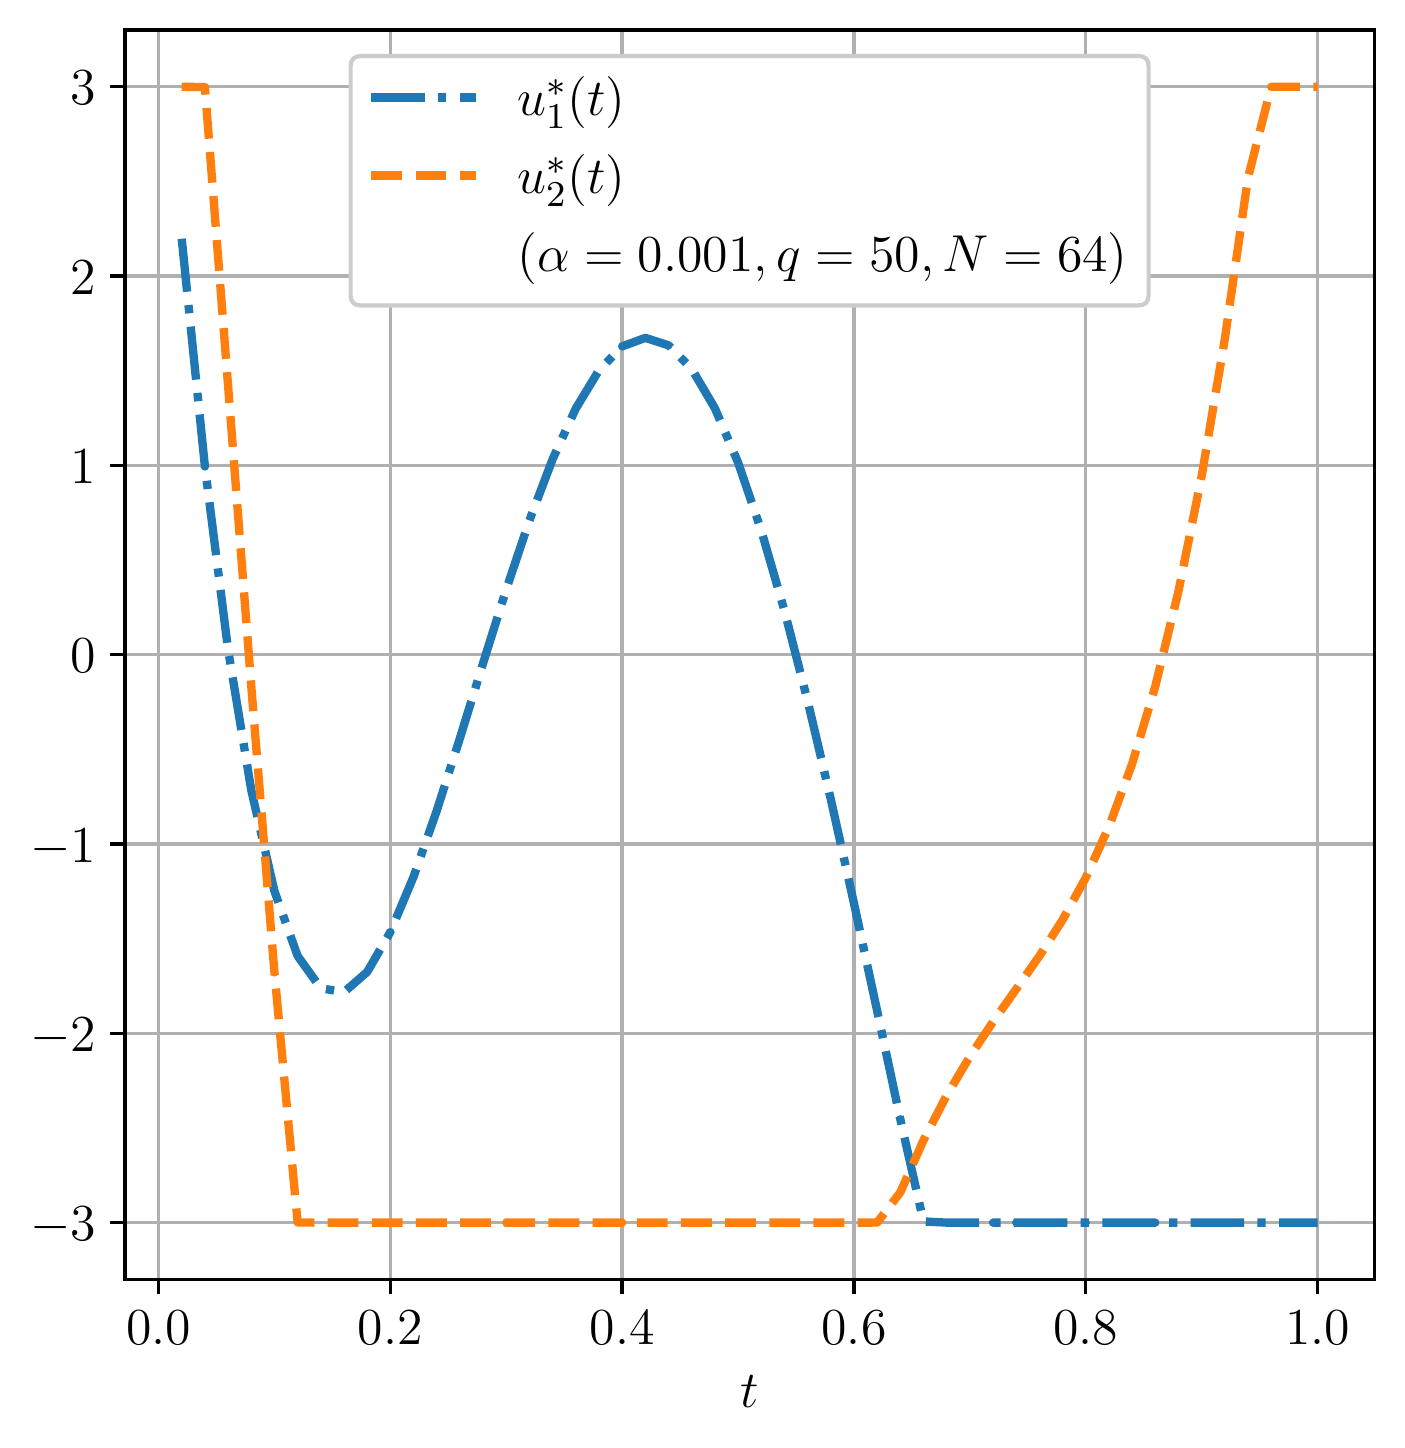 3
2
1
0
−1
−2
−3
u₁*(t)
u₂*(t)
(α = 0.001, q = 50, N = 64)
0.0 0.2 0.4 0.6 0.8 1.0
t